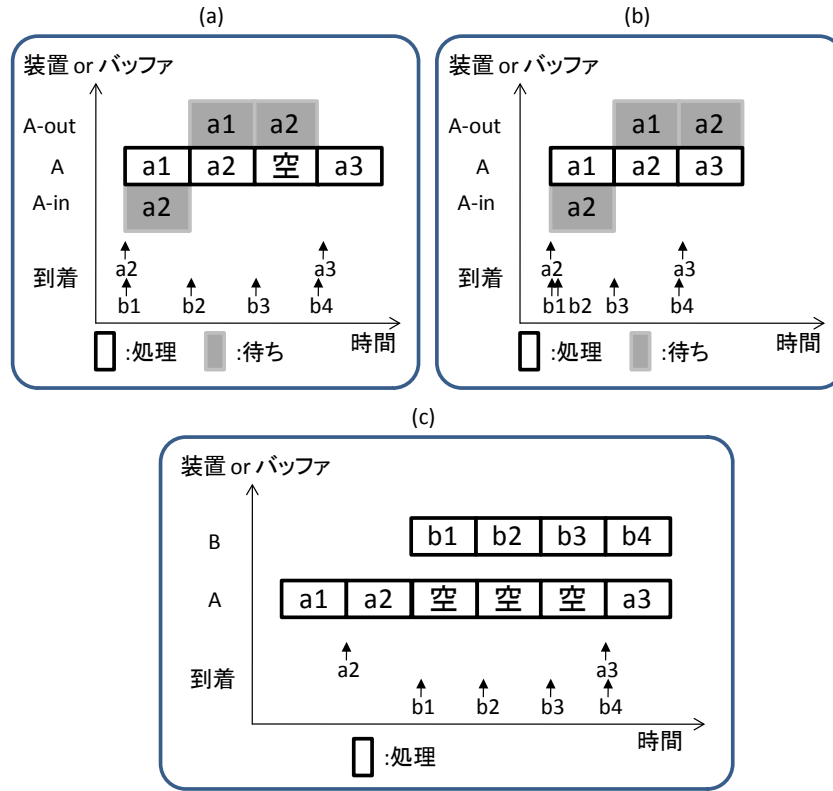 (a)
装置 or バッファ
A-out
a1
a2
A
a1
a2
空
a3
A-in
a2
到着
a2
a3
b1
b2
b3
b4
時間
:処理
:待ち
(b)
装置 or バッファ
A-out
a1
a2
A
a1
a2
a3
A-in
a2
到着
a2
a3
b1
b2
b3
b4
時間
:処理
:待ち
(c)
装置 or バッファ
B
b1
b2
b3
b4
A
a1
a2
空
空
空
a3
到着
a2
a3
b1
b2
b3
b4
時間
:処理